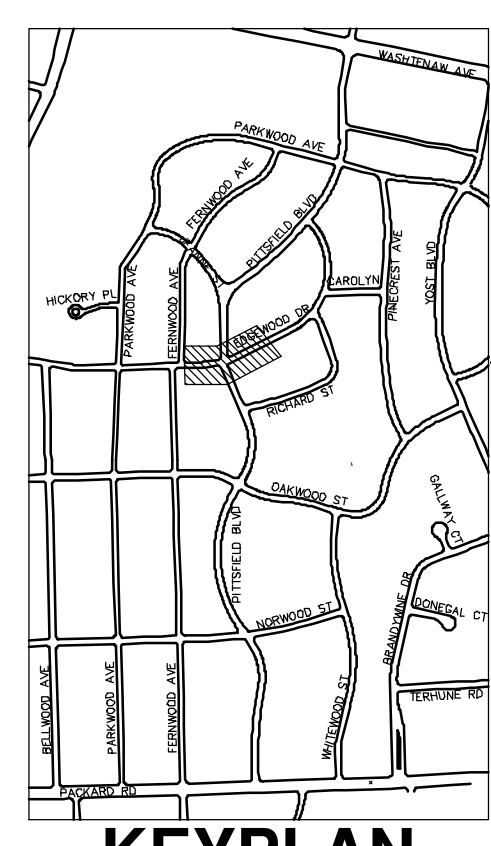 WASHTENAW AVE
PARKWOOD AVE
FERNWOOD AVE
PITTSFIELD BLVD
PINECREST AVE
YOST BLVD
CAROLYN
HICKORY PL
PARKWOOD AVE
FERNWOOD AVE
EDGEWOOD DR
RICHARD ST
OAKWOOD ST
GALLWAY CT
PITTSFIELD BLVD
NORWOOD ST
BRANDYWINE DR
DONEGAL CT
TERHUNE RD
BELLWOOD AVE
PARKWOOD AVE
FERNWOOD AVE
WHITEWOOD ST
PACKARD RD
KEYPLAN